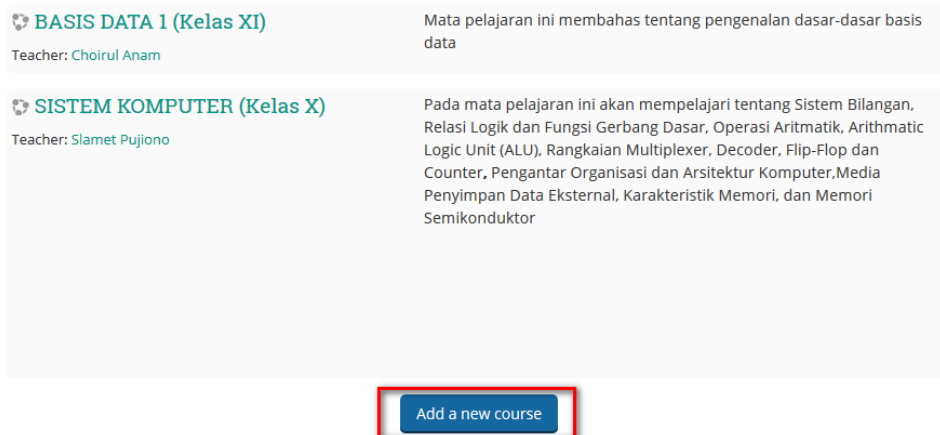 BASIS DATA 1 (Kelas XI)
Teacher: Choirul Anam
Mata pelajaran ini membahas tentang pengenalan dasar-dasar basis
data
SISTEM KOMPUTER (Kelas X)
Teacher: Slamet Pujiono
Pada mata pelajaran ini akan mempelajari tentang Sistem Bilangan,
Relasi Logik dan Fungsi Gerbang Dasar, Operasi Aritmatik, Arithmatic
Logic Unit (ALU), Rangkaian Multiplexer, Decoder, Flip-Flop dan
Counter, Pengantar Organisasi dan Arsitektur Komputer,Media
Penyimpan Data Eksternal, Karakteristik Memori, dan Memori
Semikonduktor
Add a new course